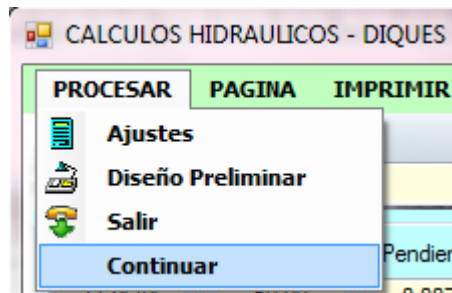 CALCULOS HIDRAULICOS - DIQUES
PROCESAR PAGINA IMPRIMIR
Ajustes
Diseño Preliminar
Salir
Continuar